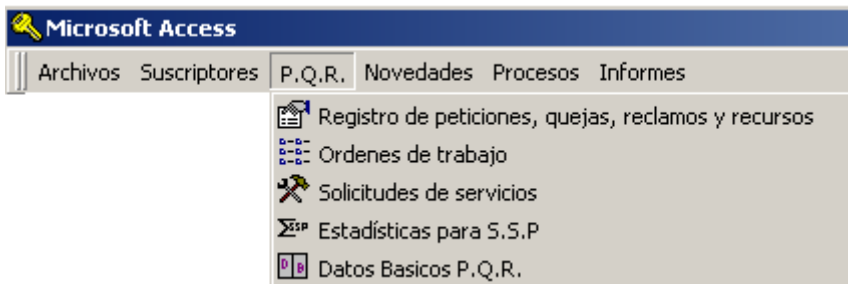 Microsoft Access
Archivos Suscriptores P.Q.R. Novedades Procesos Informes
Registro de peticiones, quejas, reclamos y recursos
Ordenes de trabajo
Solicitudes de servicios
Σssp Estadísticas para S.S.P
D B Datos Basicos P.Q.R.